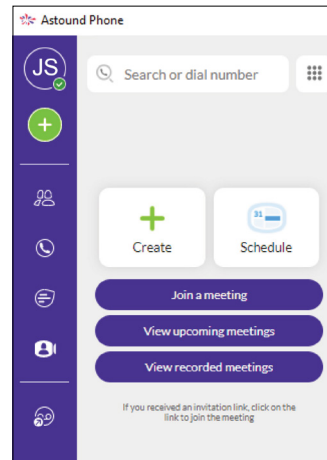 Astound Phone
JS
Search or dial number
31
Create
Schedule
Join a meeting
View upcoming meetings
View recorded meetings
If you received an invitation link, click on the
link to join the meeting